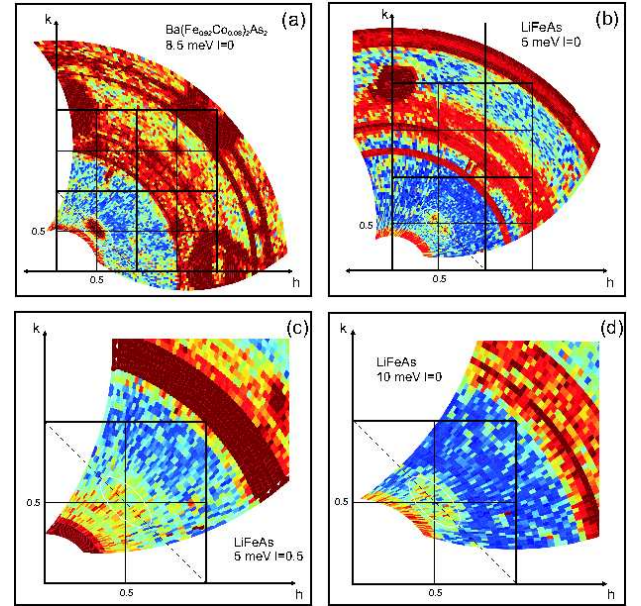 k
(a)
Ba(Fe0.92Co0.08)2As2
8.5 meV l=0
0.5
0.5
h
k
(b)
LiFeAs
5 meV l=0
0.5
0.5
h
k
(c)
0.5
LiFeAs
5 meV l=0.5
0.5
h
k
(d)
LiFeAs
10 meV l=0
0.5
0.5
h